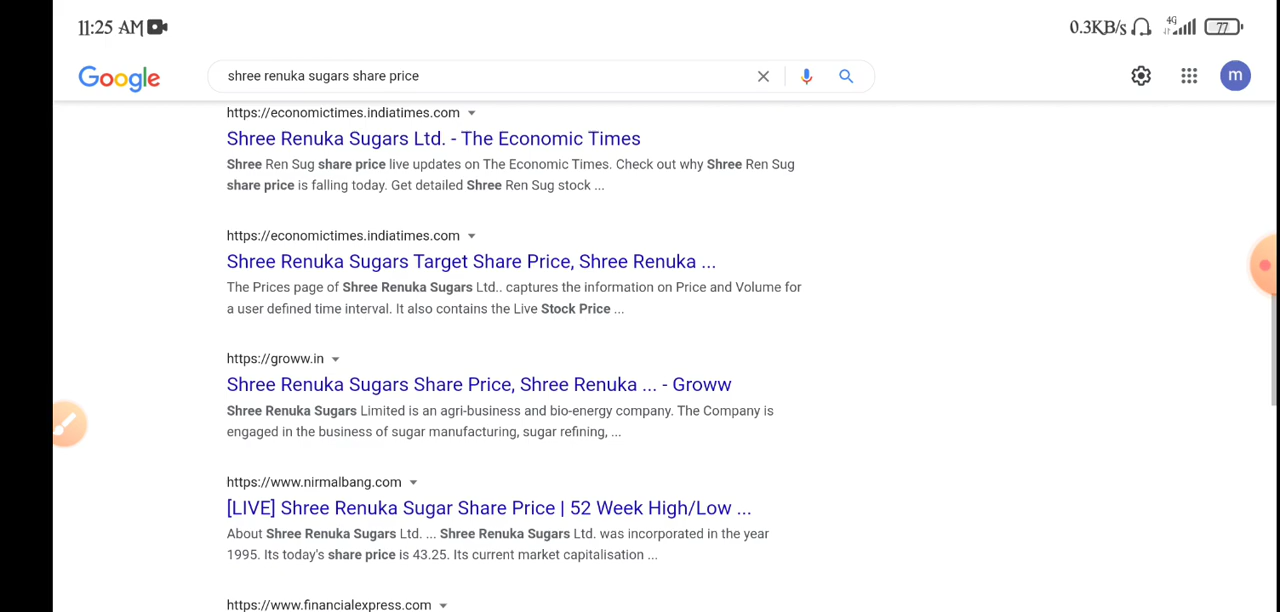 11:25 AM
0.3KB/s 4G 77
Google
shree renuka sugars share price
m
https://economictimes.indiatimes.com
Shree Renuka Sugars Ltd. - The Economic Times
Shree Ren Sug share price live updates on The Economic Times. Check out why Shree Ren Sug
share price is falling today. Get detailed Shree Ren Sug stock ...
https://economictimes.indiatimes.com
Shree Renuka Sugars Target Share Price, Shree Renuka ...
The Prices page of Shree Renuka Sugars Ltd.. captures the information on Price and Volume for
a user defined time interval. It also contains the Live Stock Price ...
https://groww.in
Shree Renuka Sugars Share Price, Shree Renuka ... - Groww
Shree Renuka Sugars Limited is an agri-business and bio-energy company. The Company is
engaged in the business of sugar manufacturing, sugar refining, ...
https://www.nirmalbang.com
[LIVE] Shree Renuka Sugar Share Price | 52 Week High/Low ...
About Shree Renuka Sugars Ltd. ... Shree Renuka Sugars Ltd. was incorporated in the year
1995. Its today's share price is 43.25. Its current market capitalisation ...
https://www.financialexpress.com